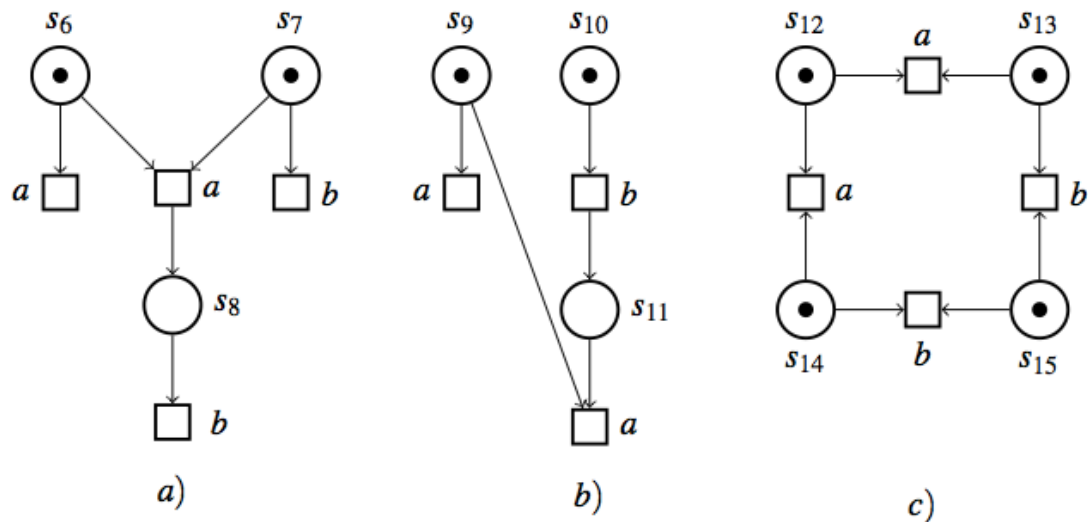 s6 s7 s9 s10 s12 s13
a
a a b a b a b
s8 s11
s14 b s15
b a
a) b) c)